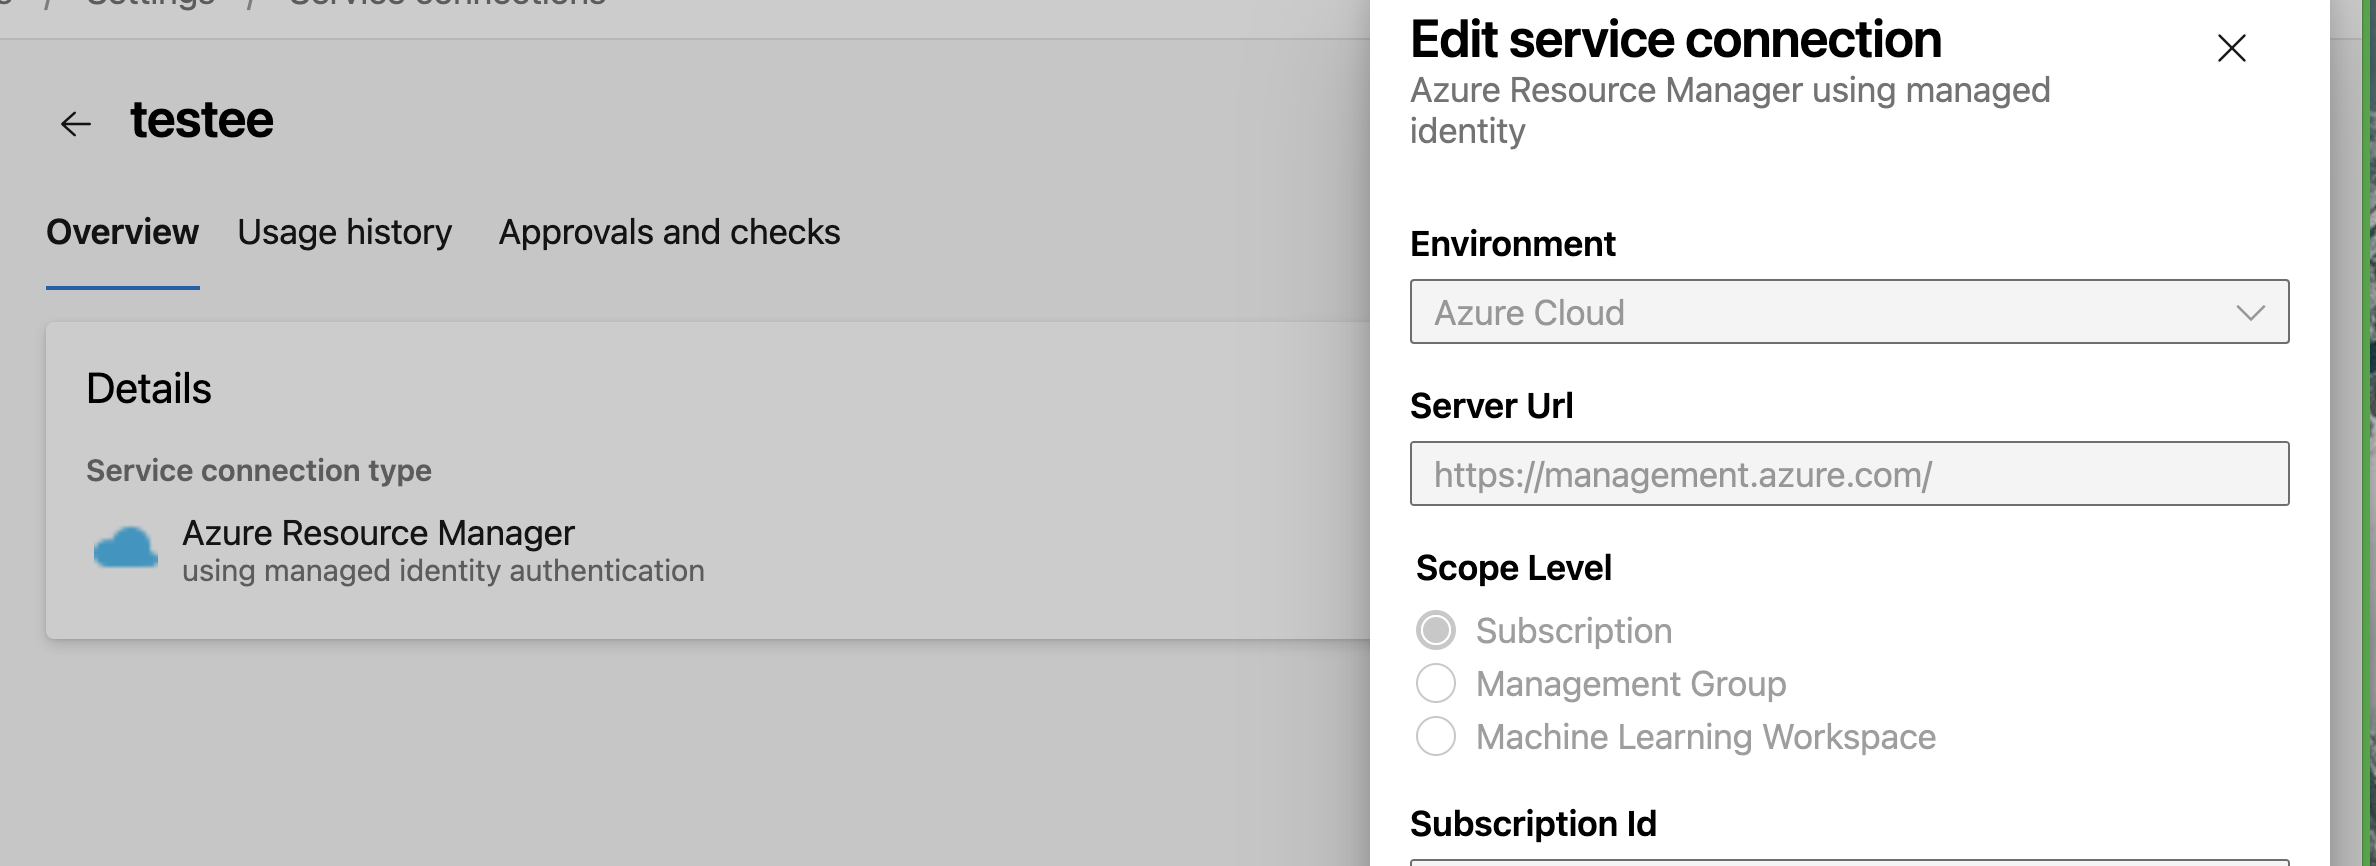 / Settings / Service connections
testee
Overview Usage history Approvals and checks
Details
Service connection type
Azure Resource Manager
using managed identity authentication
Edit service connection
Azure Resource Manager using managed
identity
Environment
Azure Cloud
Server Url
https://management.azure.com/
Scope Level
Subscription
Management Group
Machine Learning Workspace
Subscription Id